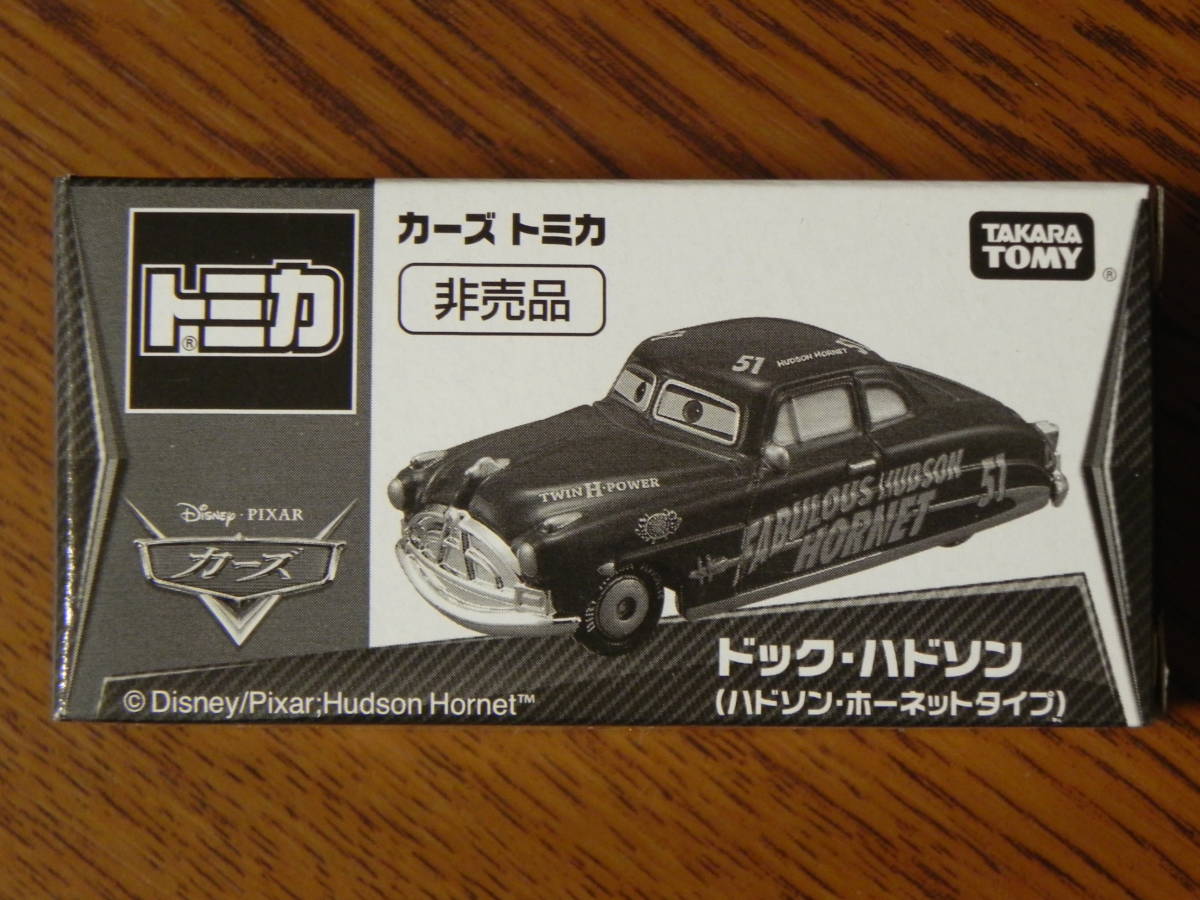 トミカ®
カーズ トミカ
非売品
TAKARA
TOMY®
51 HUDSON HORNET 51
TWIN H·POWER
FABULOUS HUDSON
HORNET
51
Disney·PIXAR
カーズ
ドック・ハドソン
(ハドソン・ホーネットタイプ)
© Disney/Pixar;Hudson Hornet™